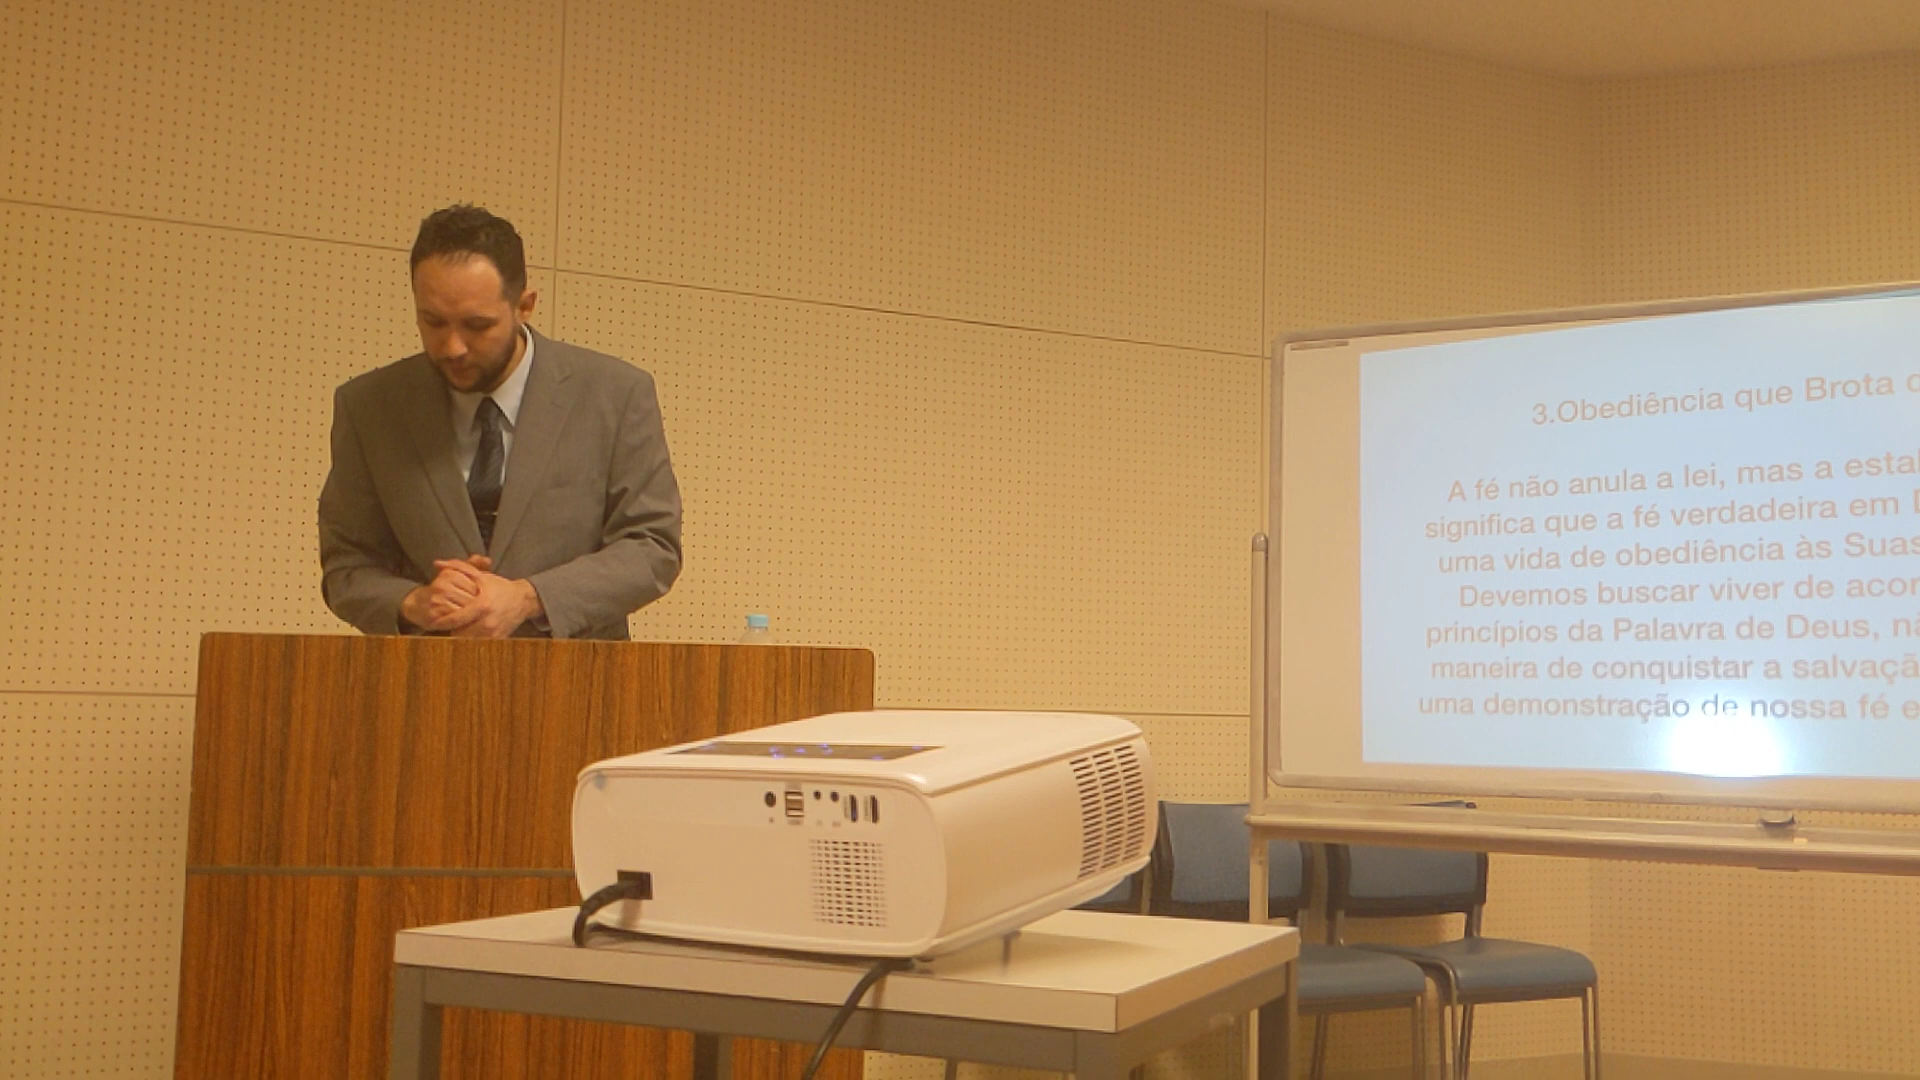 3.Obediência que Brota
A fé não anula a lei, mas a
significa que a fé verdadeira em
uma vida de obediência às Suas
Devemos buscar viver de
princípios da Palavra de Deus,
maneira de conquistar a
uma demonstração de nossa fé e